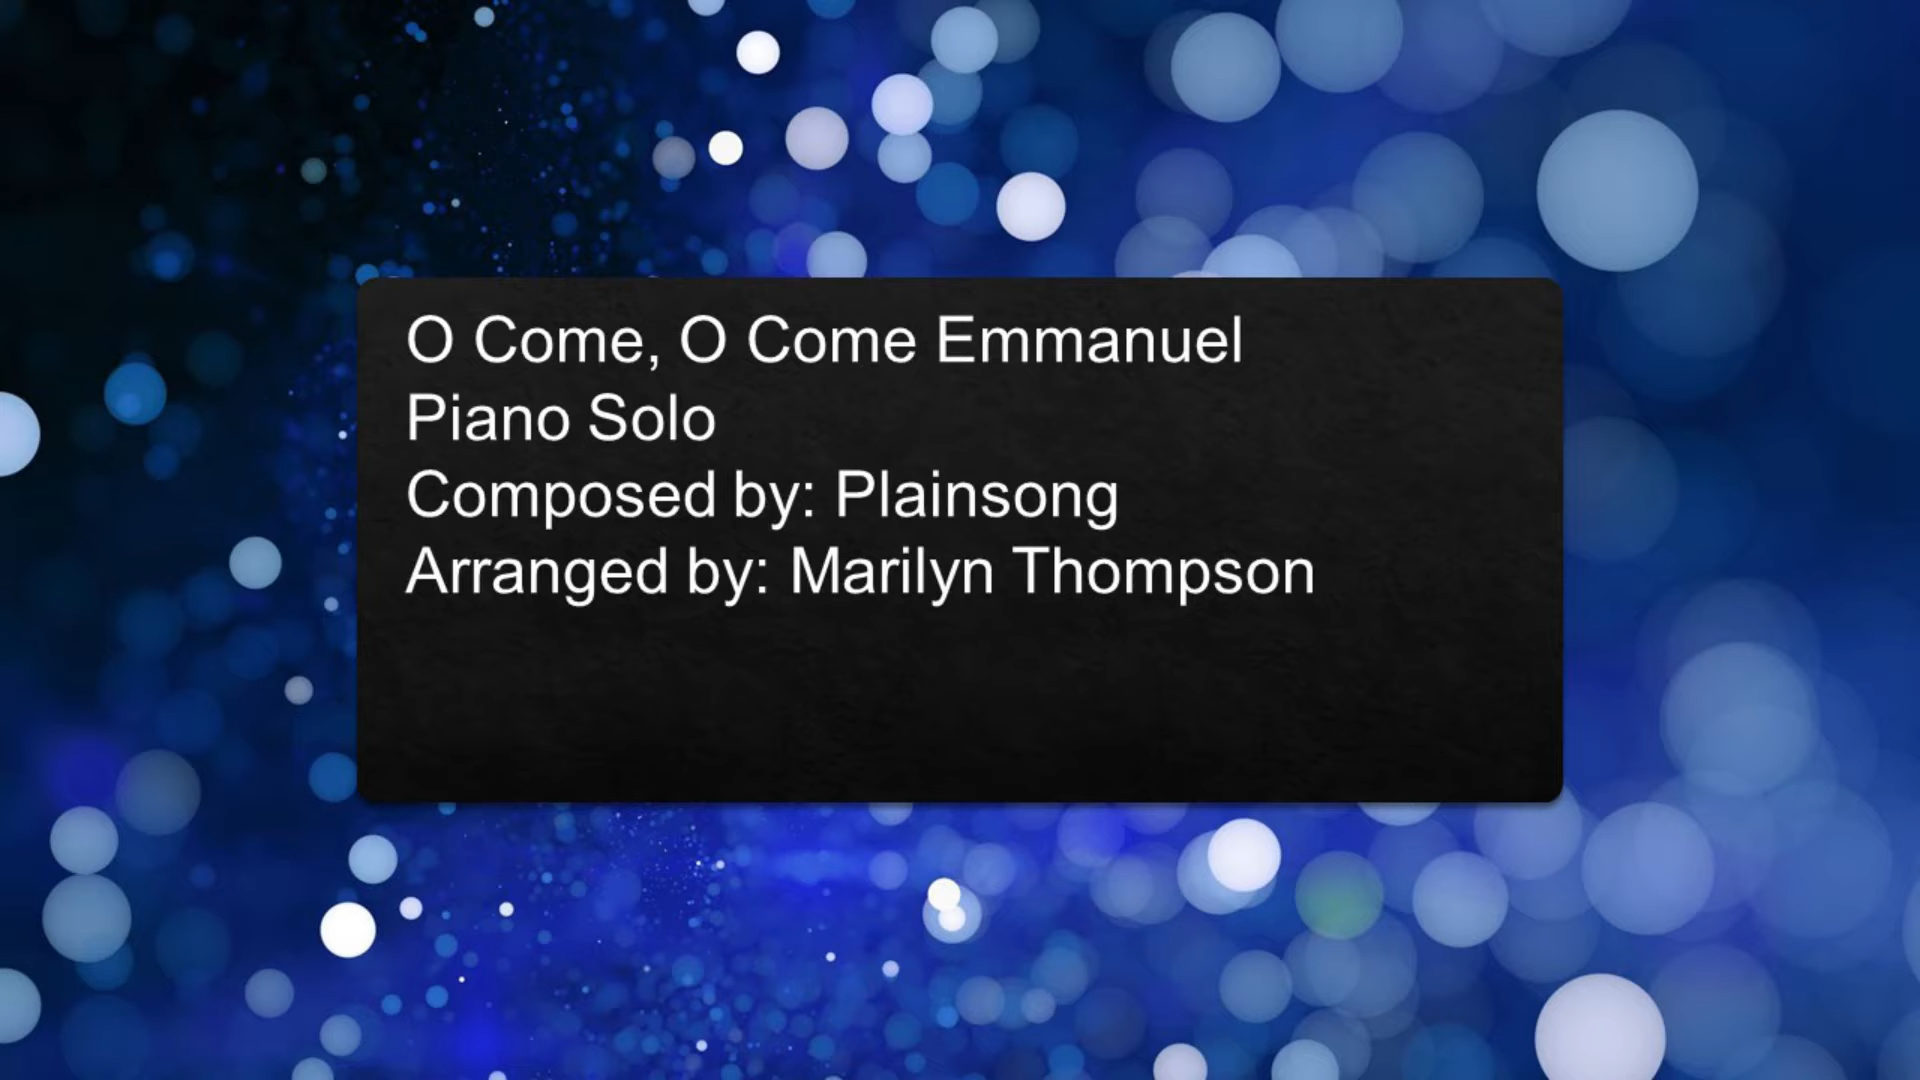 O Come, O Come Emmanuel
Piano Solo
Composed by: Plainsong
Arranged by: Marilyn Thompson